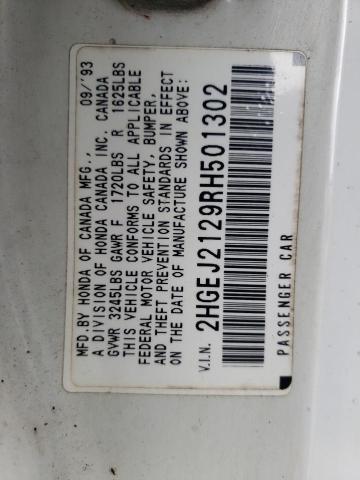 MFD.BY HONDA OF CANADA MFG., 09/'93
A DIVISION OF HONDA CANADA INC. CANADA
GVWR 3245LBS GAWR F 1720LBS R 1625LBS
THIS VEHICLE CONFORMS TO ALL APPLICABLE
FEDERAL MOTOR VEHICLE SAFETY, BUMPER,
AND THEFT PREVENTION STANDARDS IN EFFECT
ON THE DATE OF MANUFACTURE SHOWN ABOVE:
V.I.N. 2HGEJ2129RH501302
PASSENGER CAR